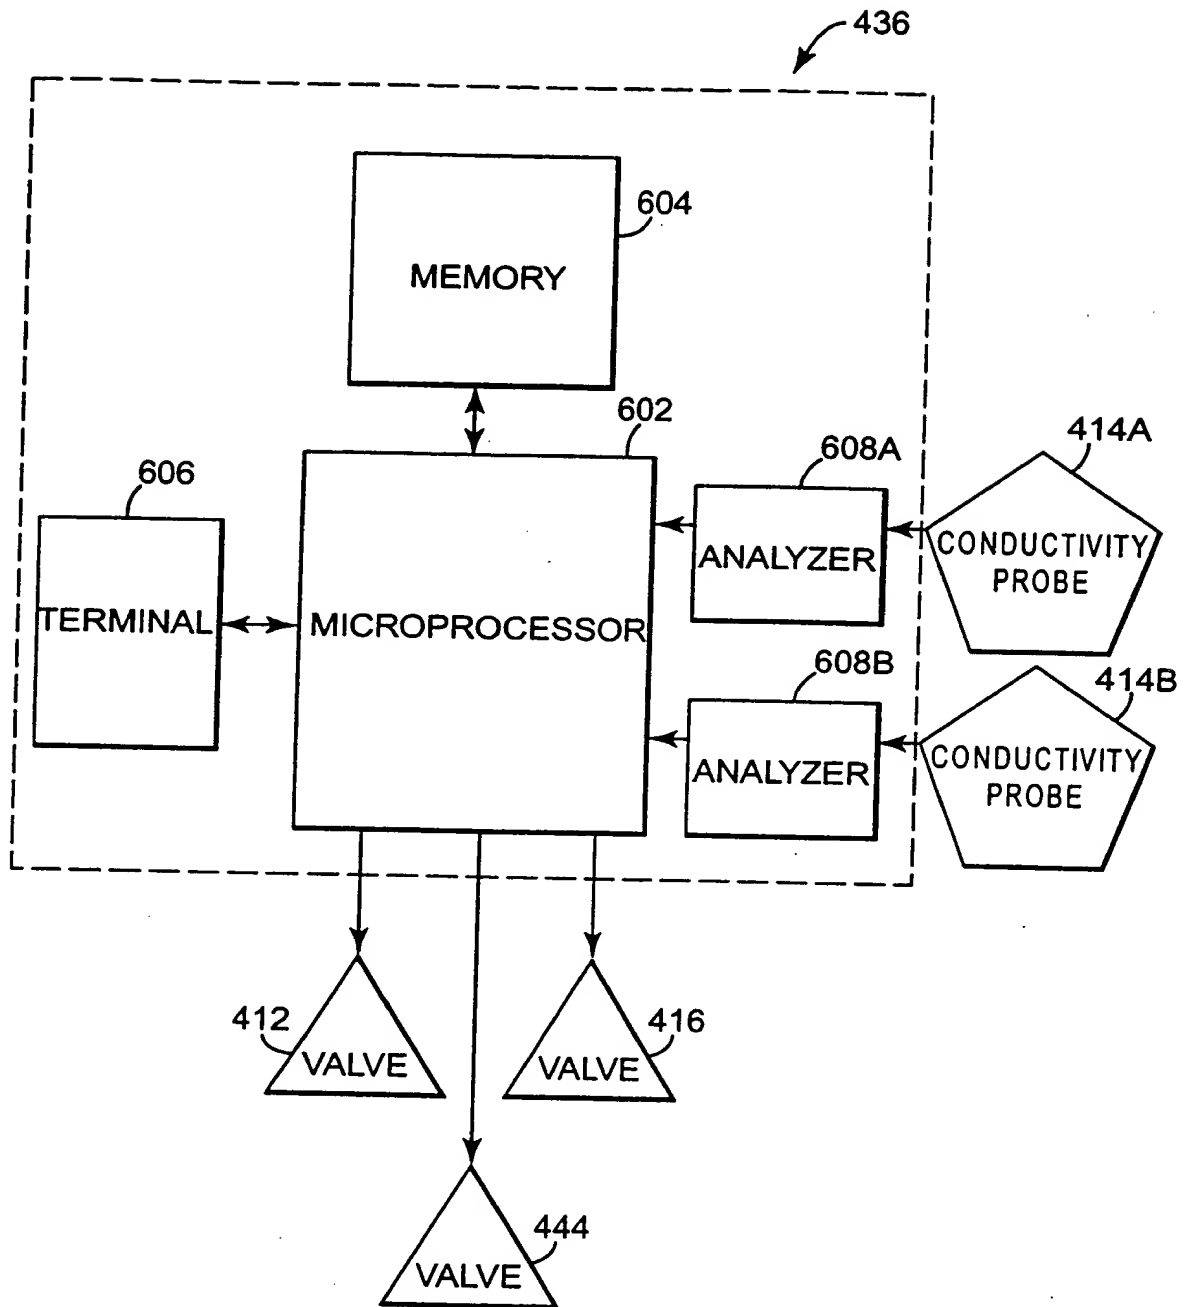 436
604
MEMORY
602
414A
608A
606
ANALYZER
CONDUCTIVITY
PROBE
TERMINAL
MICROPROCESSOR
608B
414B
ANALYZER
CONDUCTIVITY
PROBE
412
VALVE
416
VALVE
444
VALVE